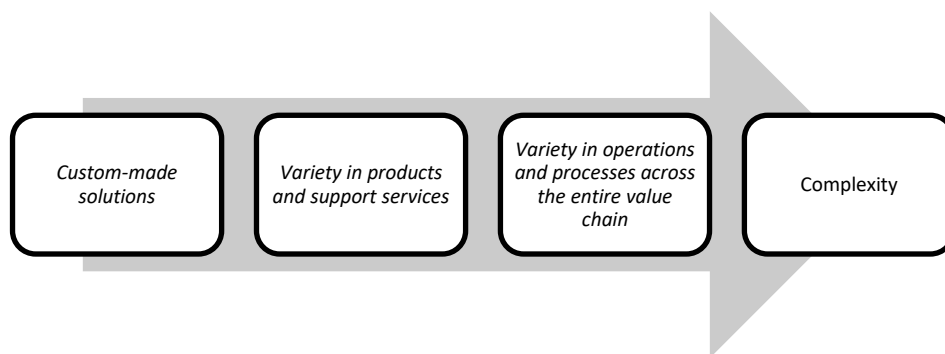 Custom-made
solutions
Variety in products
and support services
Variety in operations
and processes across
the entire value
chain
Complexity